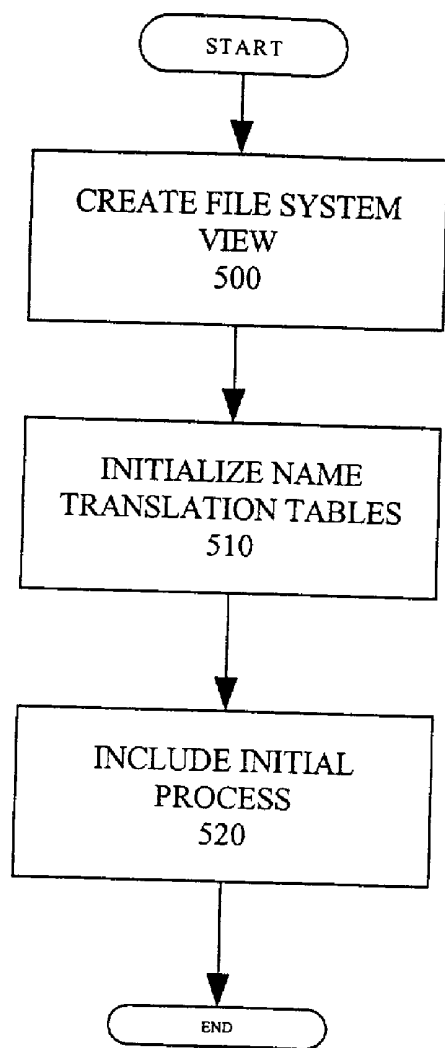 START
CREATE FILE SYSTEM
VIEW
500
INITIALIZE NAME
TRANSLATION TABLES
510
INCLUDE INITIAL
PROCESS
520
END